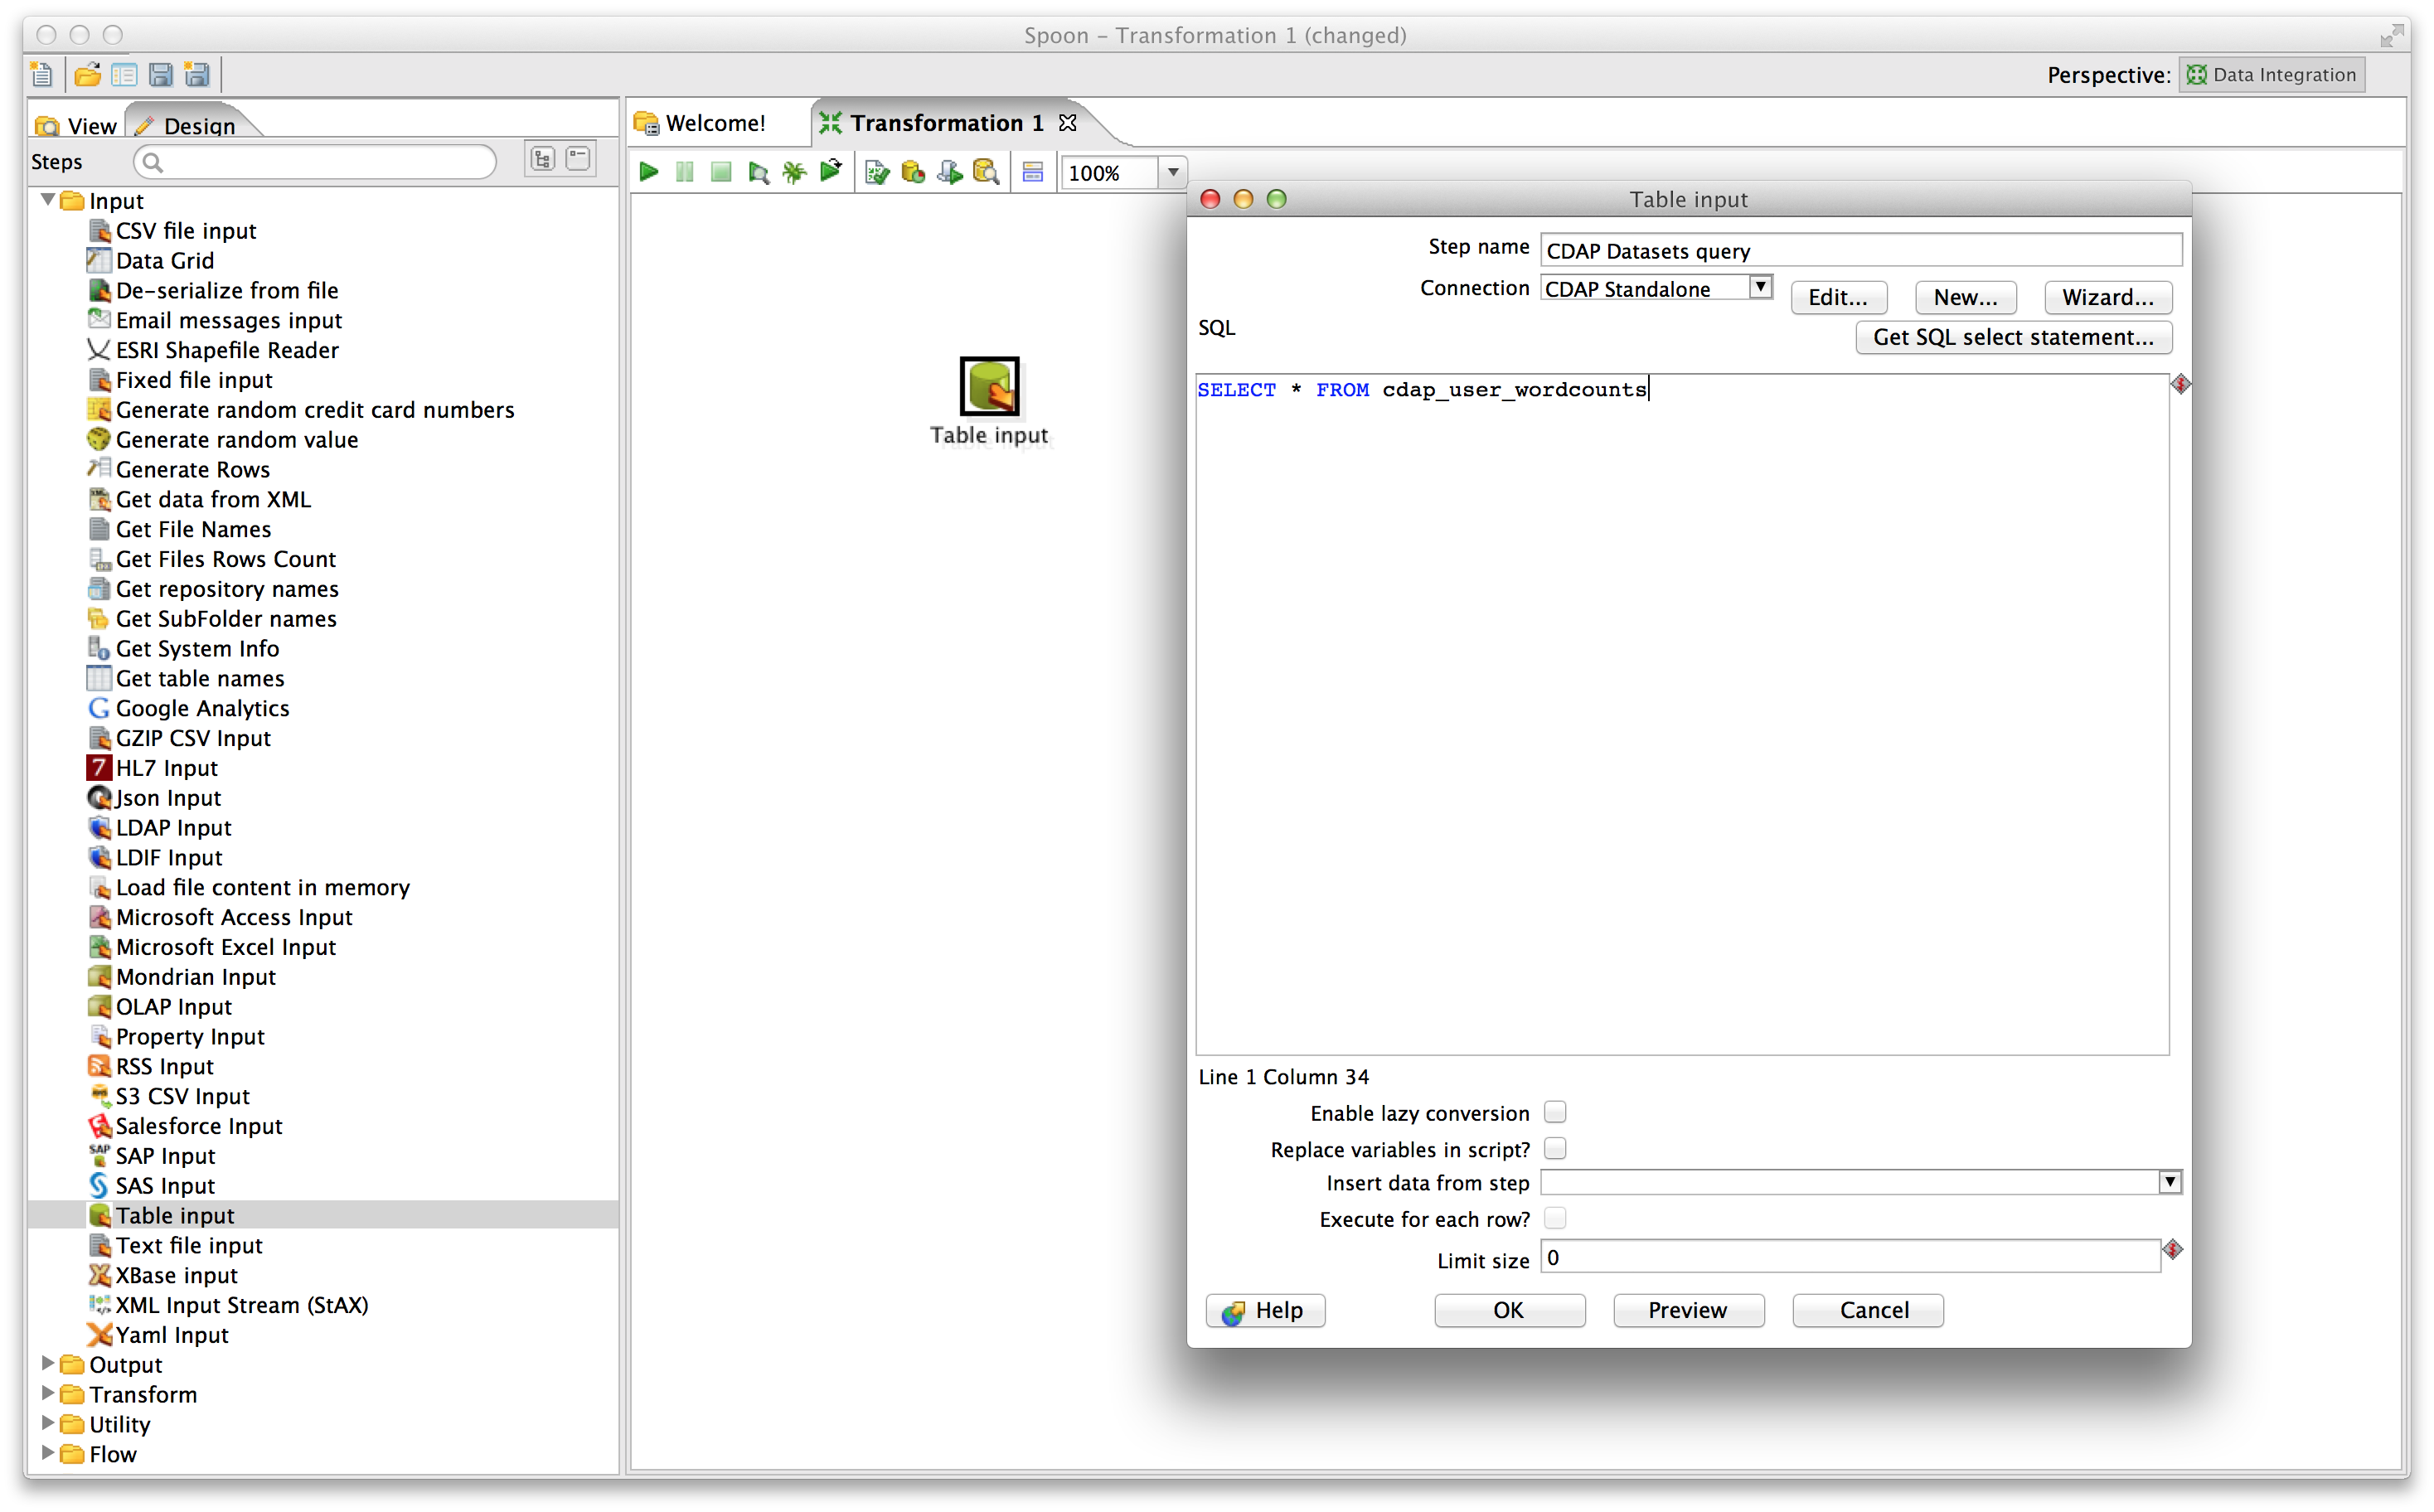 Spoon – Transformation 1 (changed)
Perspective: Data Integration
View Design
Steps
Input
CSV file input
Data Grid
De-serialize from file
Email messages input
ESRI Shapefile Reader
Fixed file input
Generate random credit card numbers
Generate random value
Generate Rows
Get data from XML
Get File Names
Get Files Rows Count
Get repository names
Get SubFolder names
Get System Info
Get table names
Google Analytics
GZIP CSV Input
HL7 Input
Json Input
LDAP Input
LDIF Input
Load file content in memory
Microsoft Access Input
Microsoft Excel Input
Mondrian Input
OLAP Input
Property Input
RSS Input
S3 CSV Input
Salesforce Input
SAP Input
SAS Input
Table input
Text file input
XBase input
XML Input Stream (StAX)
Yaml Input
Output
Transform
Utility
Flow
Welcome! Transformation 1
100%
Table input
Table input
Step name CDAP Datasets query
Connection CDAP Standalone Edit... New... Wizard...
SQL Get SQL select statement...
SELECT * FROM cdap_user_wordcounts
Line 1 Column 34
Enable lazy conversion
Replace variables in script?
Insert data from step
Execute for each row?
Limit size 0
Help OK Preview Cancel